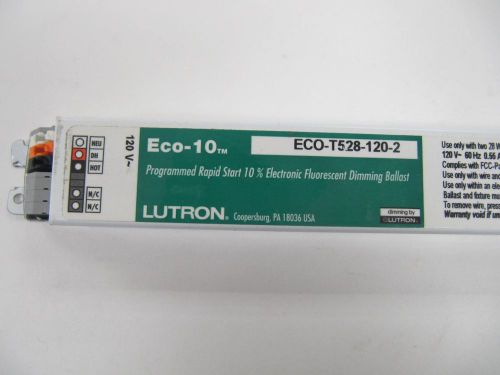 NEU
DH
HOT
N/C
N/C
120 V~
Eco-10™
ECO-T528-120-2
Programmed Rapid Start 10 % Electronic Fluorescent Dimming Ballast
LUTRON® Coopersburg, PA 18036 USA
dimming by
LUTRON
Use only with two 28 W
120 V~ 60 Hz 0.56 A
Complies with FCC-Pa
Use only with wire and
Use only within an
Ballast and fixture mu
To remove wire, press
Warranty void if